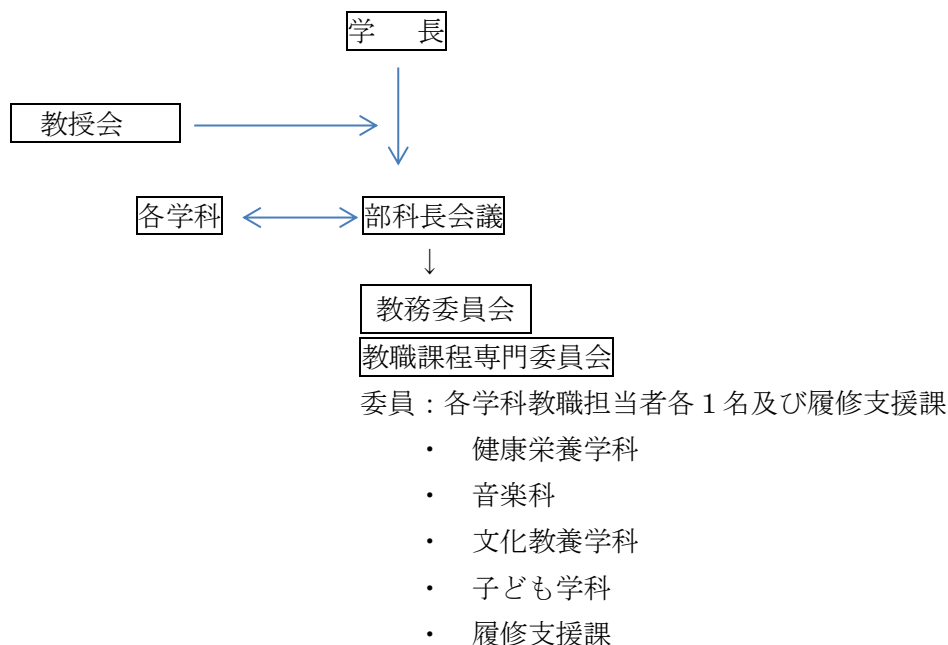 学　長
教授会
各学科
部科長会議
↓
教務委員会
教職課程専門委員会
委員：各学科教職担当者各１名及び履修支援課
・　健康栄養学科
・　音楽科
・　文化教養学科
・　子ども学科
・　履修支援課